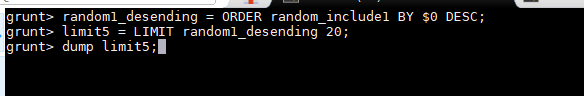 grunt> random1_desending = ORDER random_include1 BY $0 DESC;
grunt> limit5 = LIMIT random1_desending 20;
grunt> dump limit5;